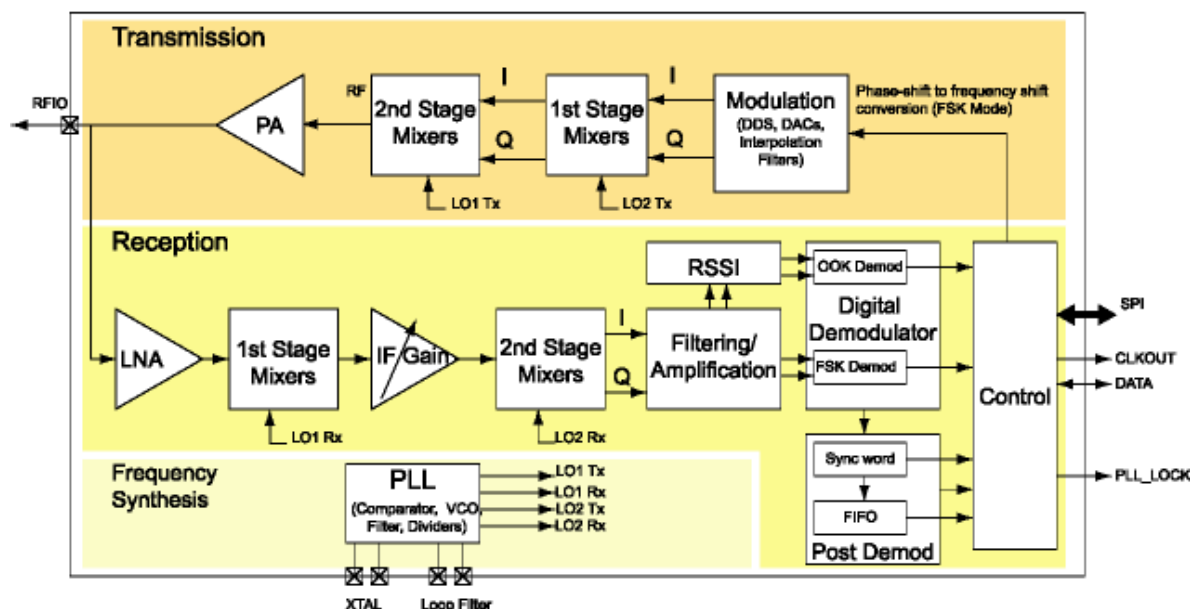 Transmission
RFIO
PA
RF
2nd Stage
Mixers
LO1 Tx
I
Q
1st Stage
Mixers
LO2 Tx
I
Q
Modulation
(DDS, DACs,
Interpolation
Filters)
Phase-shift to frequency shift
conversion (FSK Mode)
Reception
LNA
1st Stage
Mixers
LO1 Rx
IF Gain
2nd Stage
Mixers
LO2 Rx
I
Q
RSSI
Filtering/
Amplification
OOK Demod
Digital
Demodulator
FSK Demod
Sync word
FIFO
Post Demod
Control
SPI
CLKOUT
DATA
PLL_LOCK
Frequency
Synthesis
PLL
(Comparator, VCO,
Filter, Dividers)
LO1 Tx
LO1 Rx
LO2 Tx
LO2 Rx
XTAL
Loop Filter